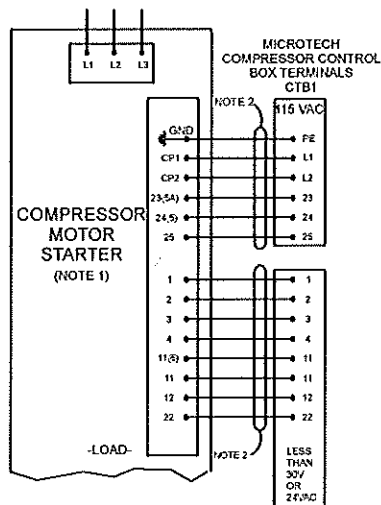 L1 L2 L3
MICROTECH
COMPRESSOR CONTROL
BOX TERMINALS
CTB1
NOTE 2
115 VAC
GND
PE
CP1
L1
CP2
L2
23(5A)
23
24(5)
24
25
25
COMPRESSOR
MOTOR
STARTER
(NOTE 1)
1
1
2
2
3
3
4
4
11(6)
11
11
11
12
12
22
22
-LOAD-
NOTE 2
LESS
THAN
30V
OR
24VAC